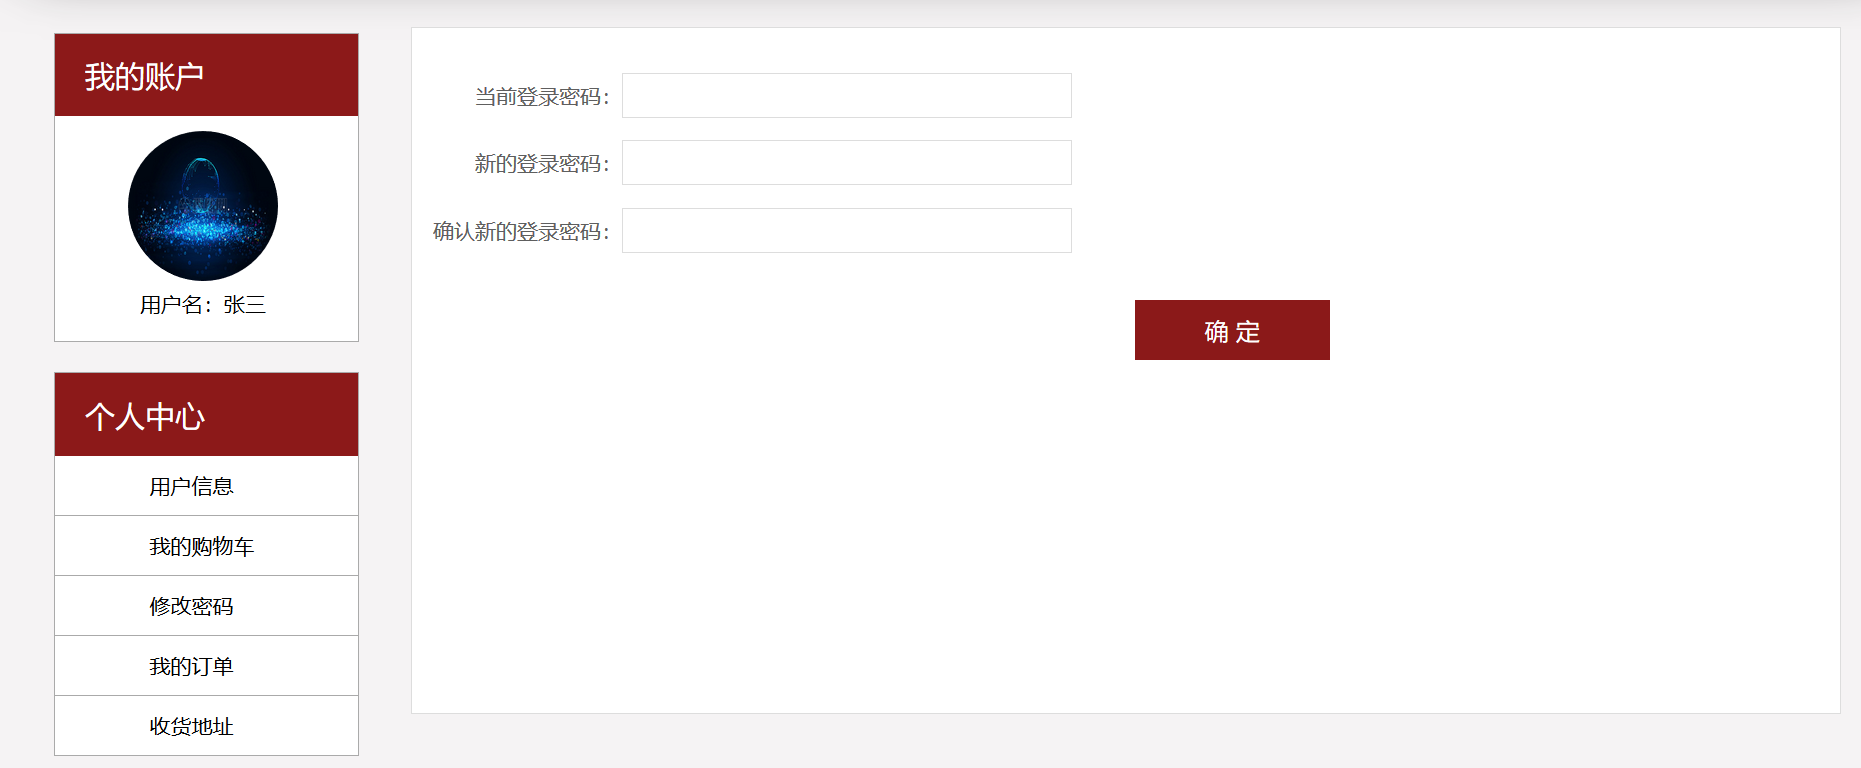 我的账户
用户名：张三
个人中心
用户信息
我的购物车
修改密码
我的订单
收货地址
当前登录密码：
新的登录密码：
确认新的登录密码：
确 定